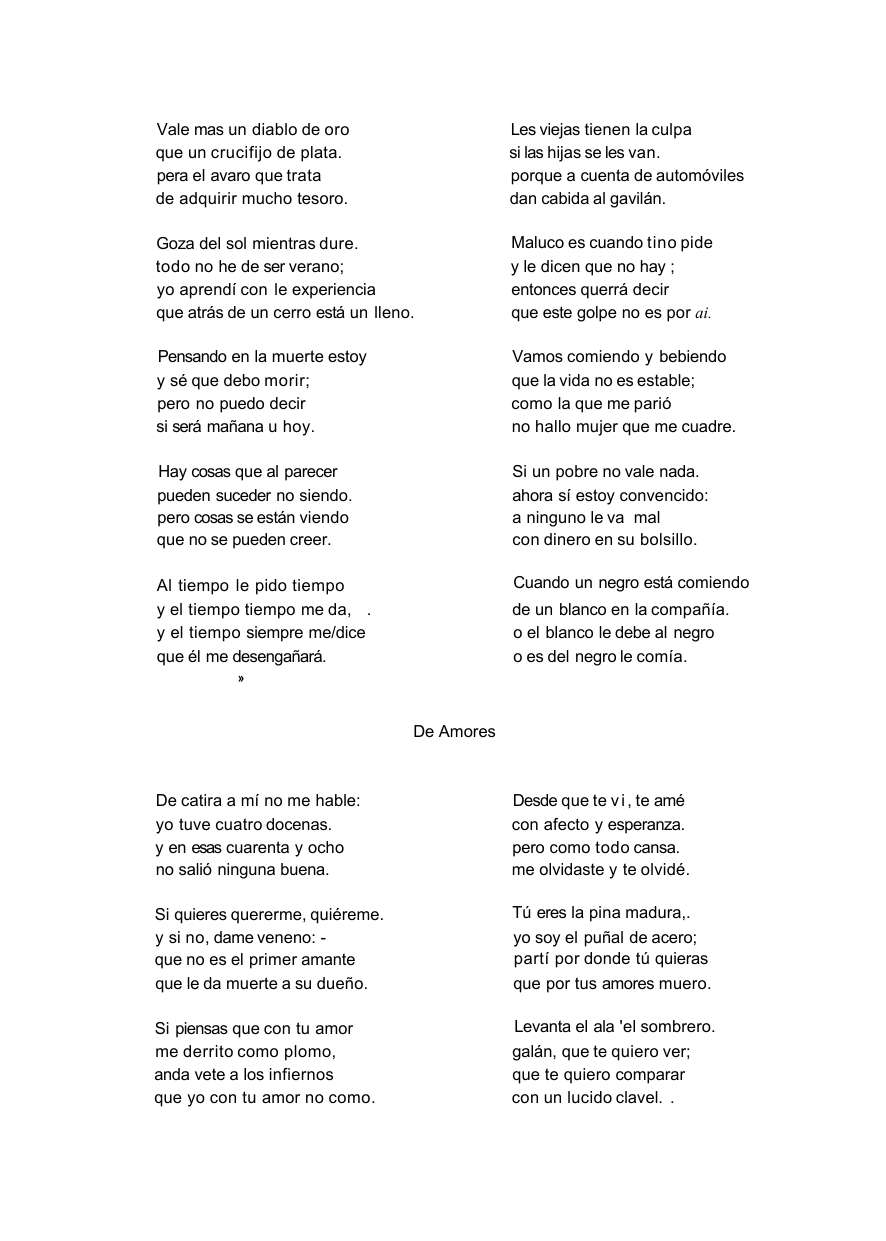 Vale mas un diablo de oro
que un crucifijo de plata.
pera el avaro que trata
de adquirir mucho tesoro.

Goza del sol mientras dure.
todo no he de ser verano;
yo aprendí con le experiencia
que atrás de un cerro está un lleno.

Pensando en la muerte estoy
y sé que debo morir;
pero no puedo decir
si será mañana u hoy.

Hay cosas que al parecer
pueden suceder no siendo.
pero cosas se están viendo
que no se pueden creer.

Al tiempo le pido tiempo
y el tiempo tiempo me da, .
y el tiempo siempre me/dice
que él me desengañará.
»

Les viejas tienen la culpa
si las hijas se les van.
porque a cuenta de automóviles
dan cabida al gavilán.

Maluco es cuando tino pide
y le dicen que no hay ;
entonces querrá decir
que este golpe no es por ai.

Vamos comiendo y bebiendo
que la vida no es estable;
como la que me parió
no hallo mujer que me cuadre.

Si un pobre no vale nada.
ahora sí estoy convencido:
a ninguno le va mal
con dinero en su bolsillo.

Cuando un negro está comiendo
de un blanco en la compañía.
o el blanco le debe al negro
o es del negro le comía.

De Amores

De catira a mí no me hable:
yo tuve cuatro docenas.
y en esas cuarenta y ocho
no salió ninguna buena.

Si quieres quererme, quiéreme.
y si no, dame veneno: -
que no es el primer amante
que le da muerte a su dueño.

Si piensas que con tu amor
me derrito como plomo,
anda vete a los infiernos
que yo con tu amor no como.

Desde que te vi, te amé
con afecto y esperanza.
pero como todo cansa.
me olvidaste y te olvidé.

Tú eres la pina madura,.
yo soy el puñal de acero;
partí por donde tú quieras
que por tus amores muero.

Levanta el ala 'el sombrero.
galán, que te quiero ver;
que te quiero comparar
con un lucido clavel. .